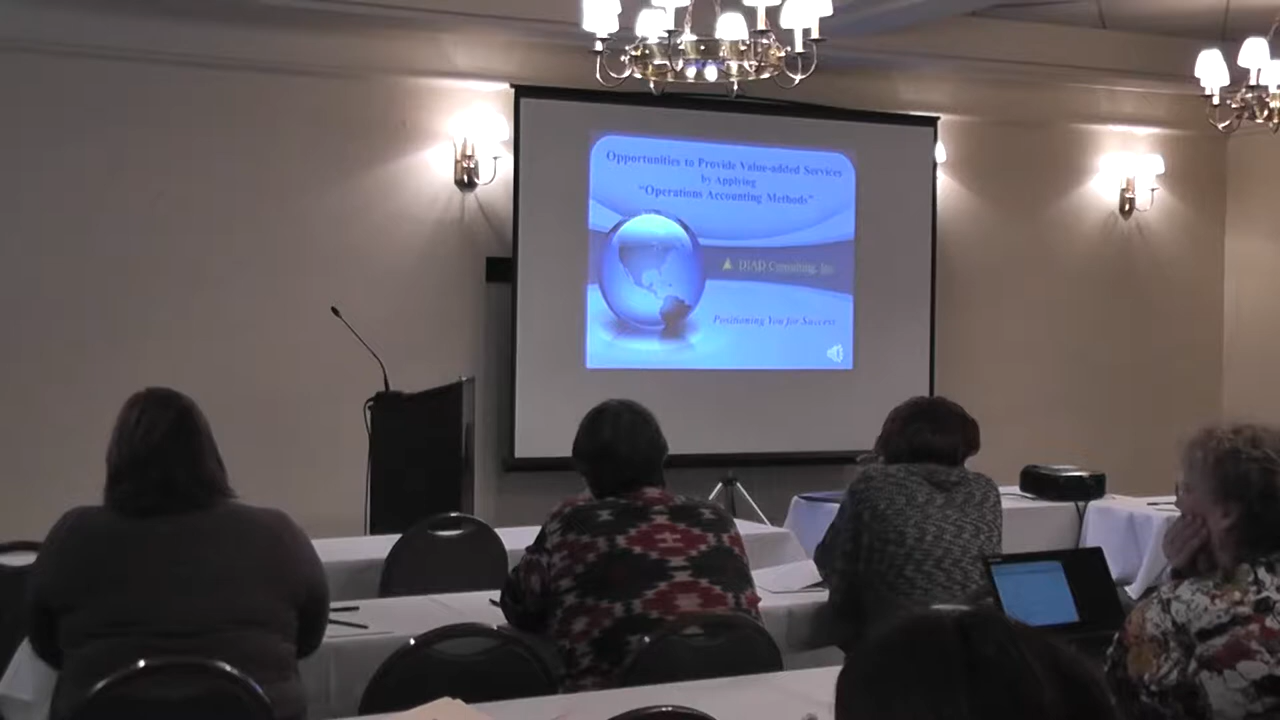 Opportunities to Provide Value-added Services
by Applying
"Operations Accounting Methods"
DIAD Consulting, Inc
Positioning You for Success